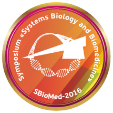 Symposium «Systems Biology and Biomedicine»
SBioMed-2016